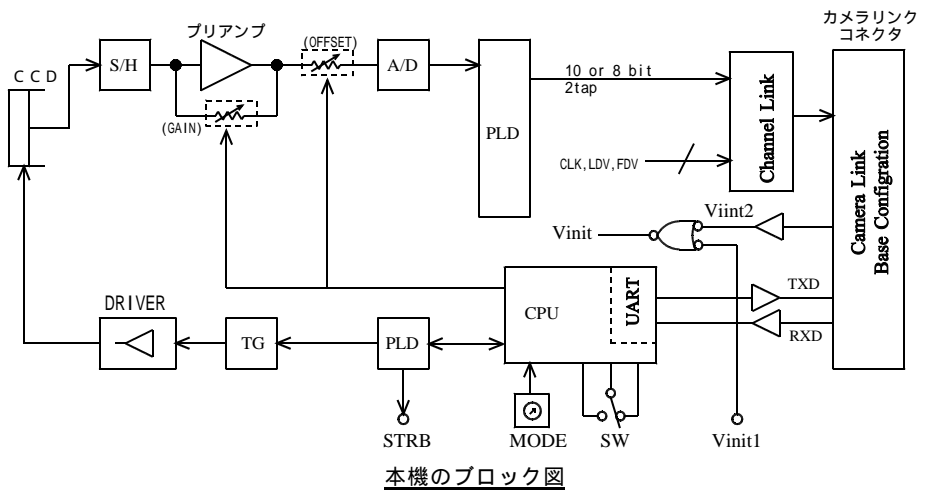 カメラリンク
コネクタ
プリアンプ
(OFFSET)
CCD
S/H
A/D
(GAIN)
PLD
10 or 8 bit
2tap
CLK,LDV,FDV
Channel Link
Camera Link
Base Configration
Viint2
Vinit
CPU
UART
TXD
RXD
DRIVER
TG
PLD
STRB
MODE
SW
Vinit1
本機のブロック図